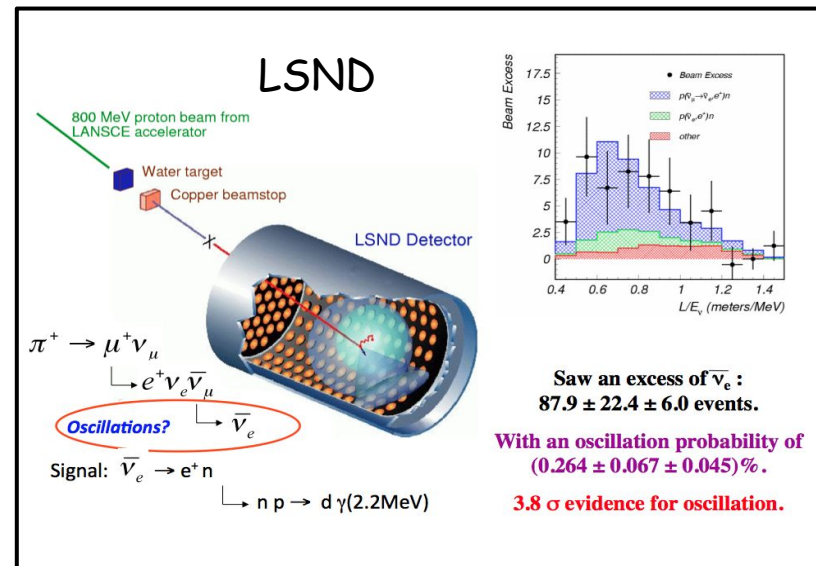 LSND
800 MeV proton beam from
LANSCE accelerator
Water target
Copper beamstop
LSND Detector
π⁺ → μ⁺ ν_μ
e⁺ ν_e ν̅_μ
Oscillations?
ν̅_e
Signal: ν̅_e → e⁺ n
n p → d γ(2.2MeV)
Beam Excess
17.5
15
12.5
10
7.5
5
2.5
0
Beam Excess
p(ν̅_μ→ν̅_e,e⁺)n
p(ν̅_e,e⁺)n
other
0.4 0.6 0.8 1 1.2 1.4
L/E_ν (meters/MeV)
Saw an excess of ν̅_e :
87.9 ± 22.4 ± 6.0 events.
With an oscillation probability of
(0.264 ± 0.067 ± 0.045)%.
3.8 σ evidence for oscillation.